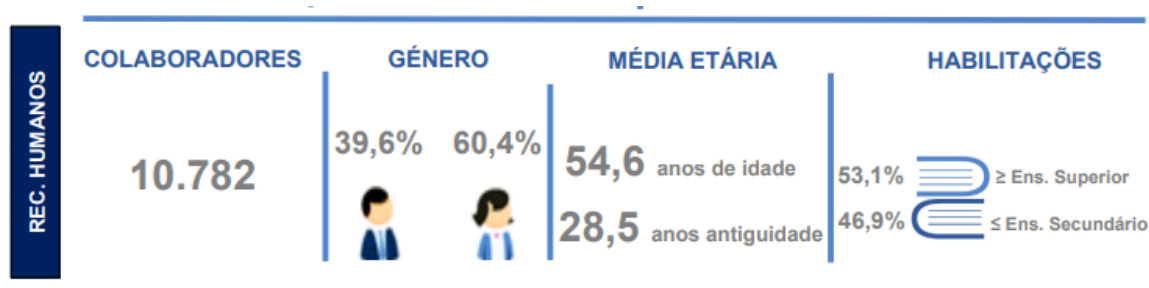 REC. HUMANOS
COLABORADORES
10.782
GÉNERO
39,6% 60,4%
MÉDIA ETÁRIA
54,6 anos de idade
28,5 anos antiguidade
HABILITAÇÕES
53,1% ≥ Ens. Superior
46,9% ≤ Ens. Secundário